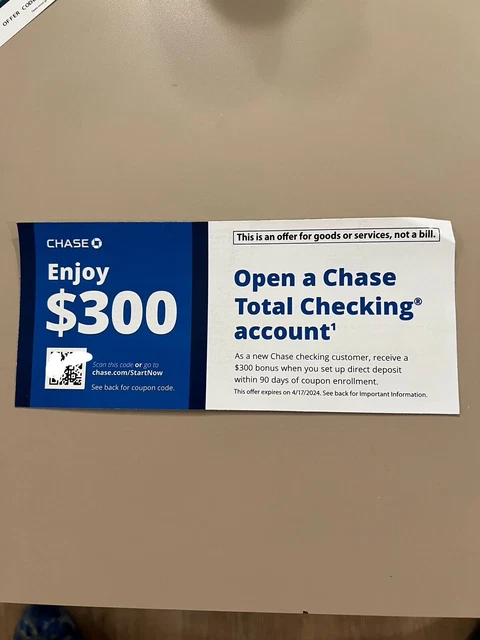 OFFER CODE
CHASE
Enjoy
$300
Scan this code or go to
chase.com/StartNow
See back for coupon code.
This is an offer for goods or services, not a bill.
Open a Chase
Total Checking®
account¹
As a new Chase checking customer, receive a
$300 bonus when you set up direct deposit
within 90 days of coupon enrollment.
This offer expires on 4/17/2024. See back for Important Information.